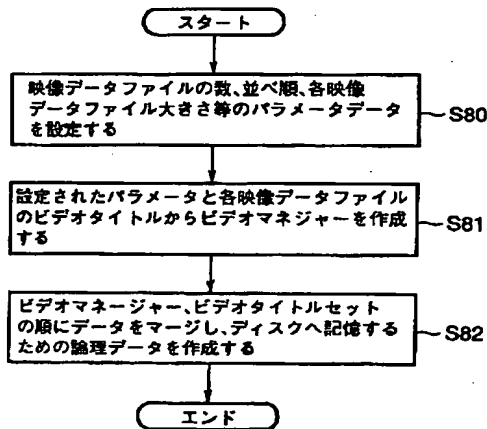 スタート
映像データファイルの数、並べ順、各映像
データファイル大きさ等のパラメータデータ
を設定する
S80
設定されたパラメータと各映像データファイル
のビデオタイトルからビデオマネジャーを作成
する
S81
ビデオマネージャー、ビデオタイトルセット
の順にデータをマージし、ディスクへ記憶する
ための論理データを作成する
S82
エンド